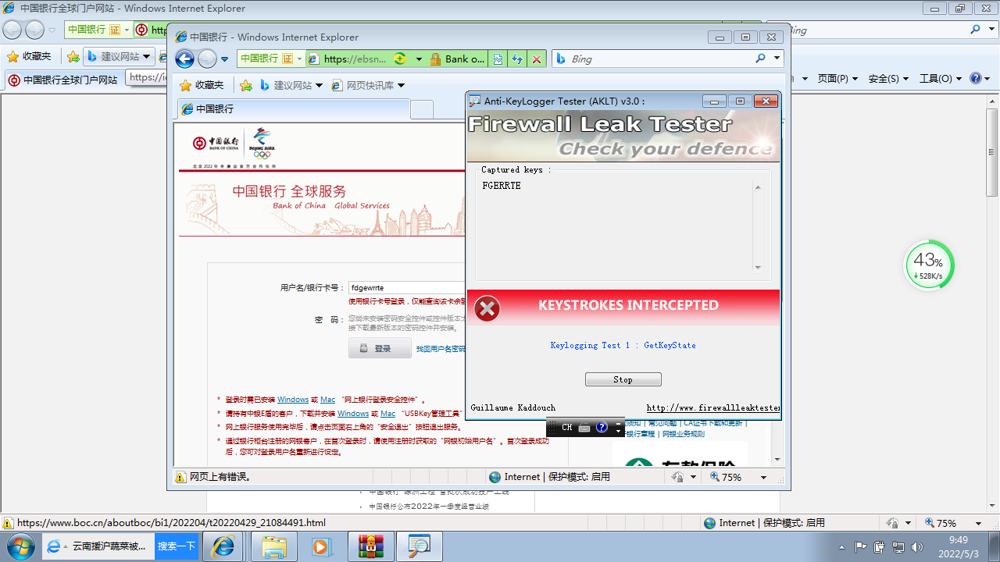 中国银行全球门户网站 - Windows Internet Explorer
中国银行 证
Bing
收藏夹
建议网站
中国银行全球门户网站
页面(P)
安全(S)
工具(O)
中国银行 - Windows Internet Explorer
中国银行 证
https://ebsn...
Bank o...
Bing
收藏夹
建议网站
网页快讯库
中国银行
中国银行
BANK OF CHINA
BEIJING 2022
北京2022年冬奥会官方合作伙伴
中国银行 全球服务
Bank of China Global Services
用户名/银行卡号：
fdgewrrte
使用银行卡号登录，仅能查询该卡余额
密 码：
您尚未安装密码安全控件或控件版本
接下载最新版本的密码控件并安装。
登录
找回用户名密码
* 登录时需已安装 Windows 或 Mac “网上银行登录安全控件”。
* 请持有中银E盾的客户，下载并安装 Windows 或 Mac “USBKey管理工具”
* 网上银行服务使用完毕后，请点击页面右上角的“安全退出”按钮退出服务。
* 通过银行柜台注册的网银客户，在首次登录时，请使用注册时获取的“网银初始用户名”。首次登录成功
后，您可对登录用户名重新进行设定。
Anti-KeyLogger Tester (AKLT) v3.0 :
Firewall Leak Tester
Check your defence
Captured keys :
FGERRTE
KEYSTROKES INTERCEPTED
Keylogging Test 1 : GetKeyState
Stop
Guillaume Kaddouch
http://www.firewallleaktester
CH
须知 | 常见问题 | CA证书下载和更新 |
银行章程 | 网银业务规则
存款保险
网页上有错误。
Internet | 保护模式: 启用
75%
43%
528K/s
中国银行“绿洲工程”首批次成功投产上线
中国银行公布2022年一季度经营业绩
https://www.boc.cn/aboutboc/bi1/202204/t20220429_21084491.html
Internet | 保护模式: 启用
75%
云南援沪蔬菜被...
搜索一下
9:49
2022/5/3